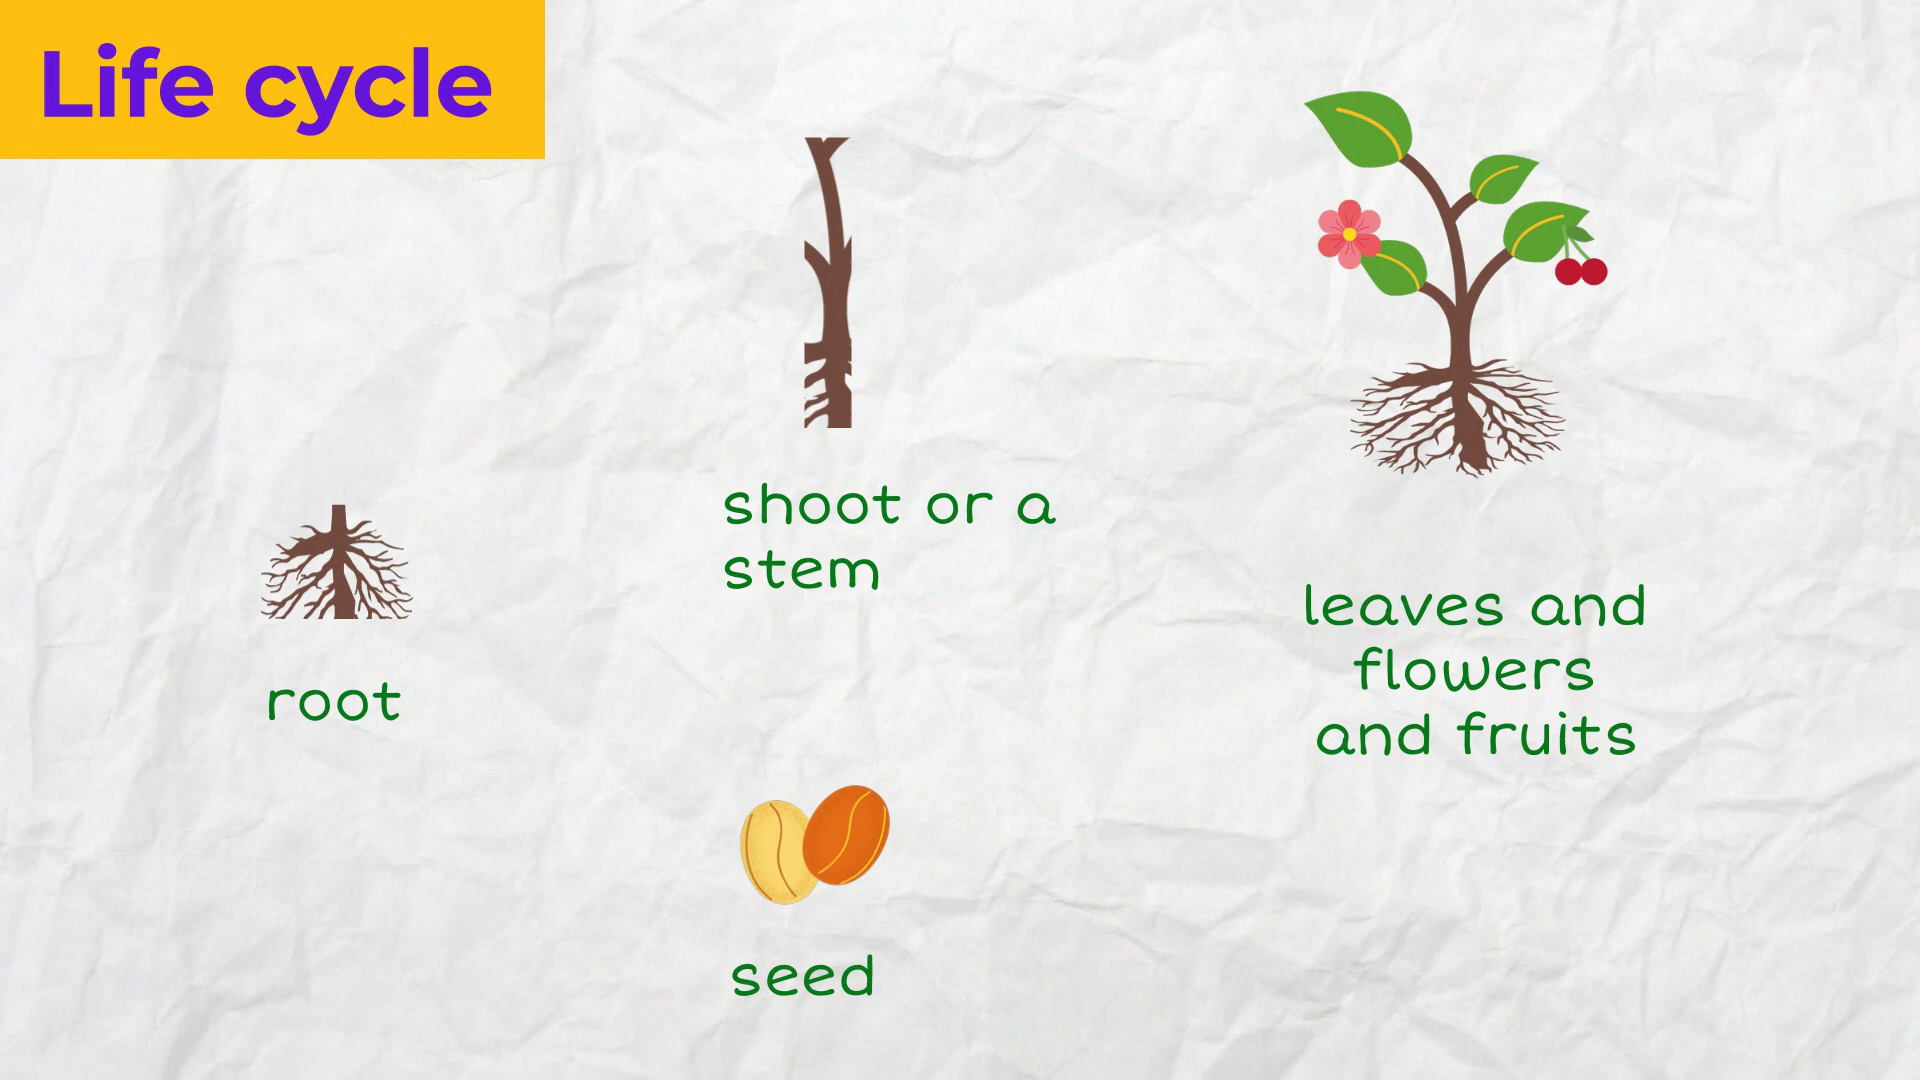 Life cycle
shoot or a
stem
leaves and
flowers
and fruits
root
seed